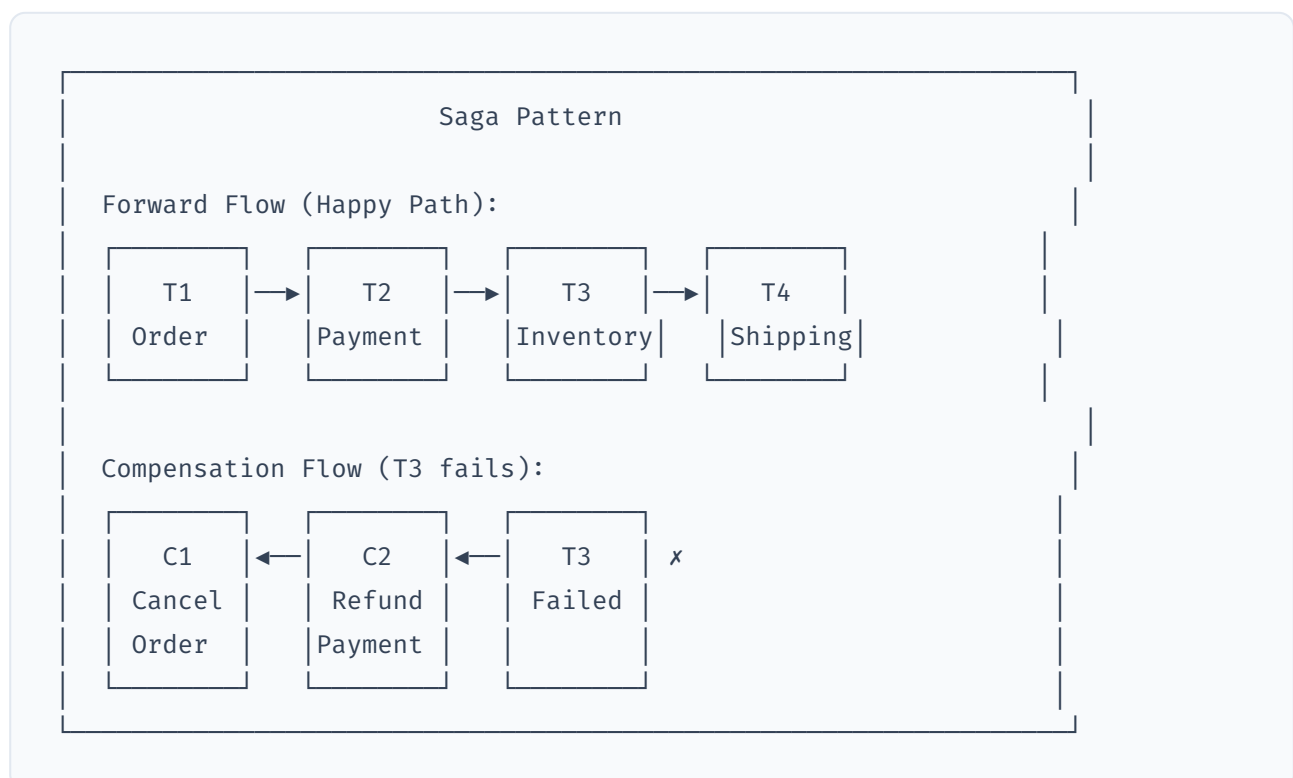 Saga Pattern
Forward Flow (Happy Path):
T1 T2 T3 T4
Order Payment Inventory Shipping
Compensation Flow (T3 fails):
C1 C2 T3 ✗
Cancel Refund Failed
Order Payment